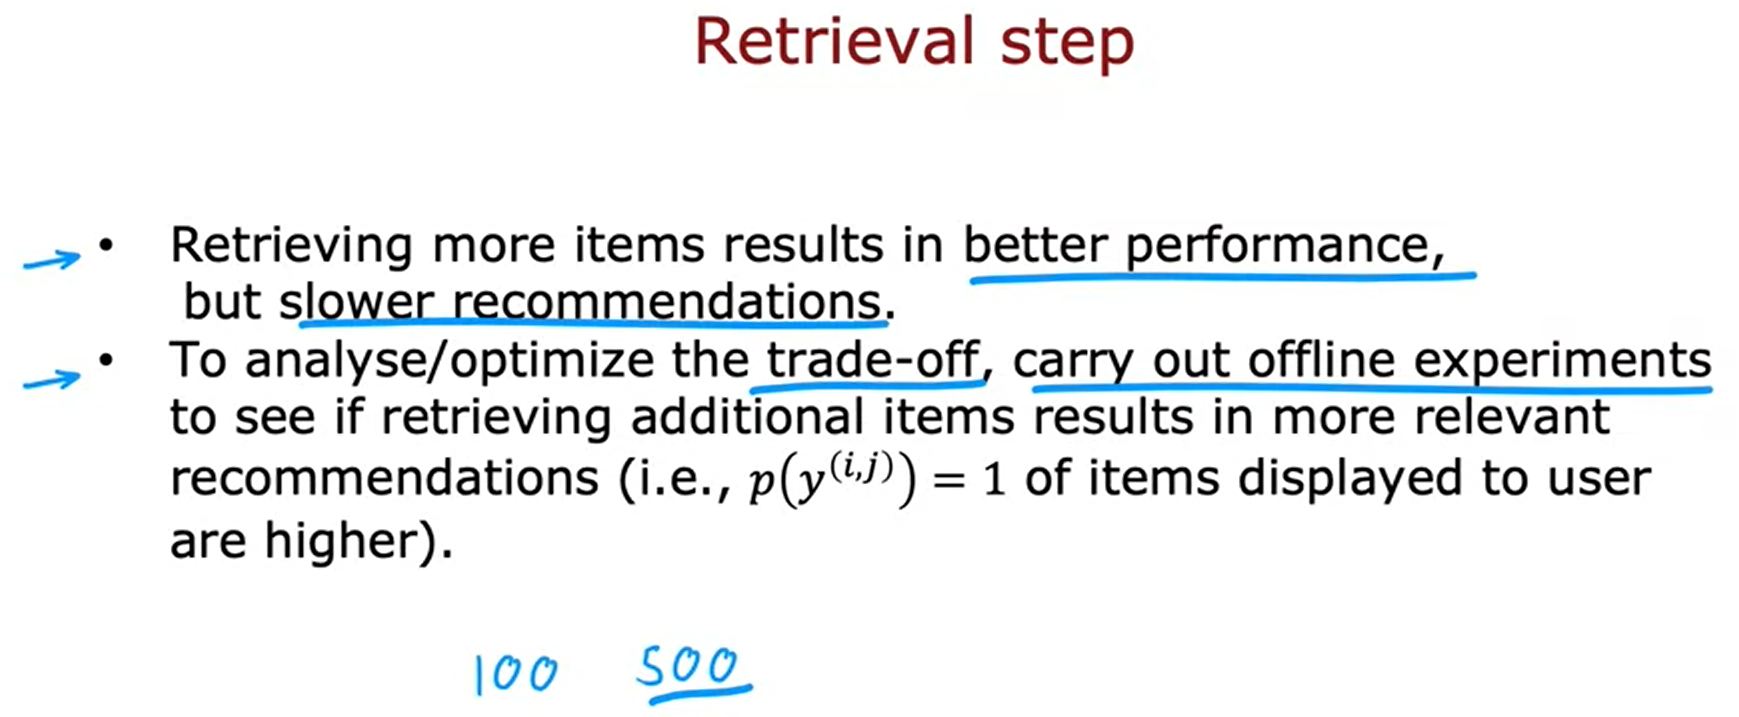 Retrieval step
• Retrieving more items results in better performance,
but slower recommendations.
• To analyse/optimize the trade-off, carry out offline experiments
to see if retrieving additional items results in more relevant
recommendations (i.e., p(y^(i,j)) = 1 of items displayed to user
are higher).
100 500